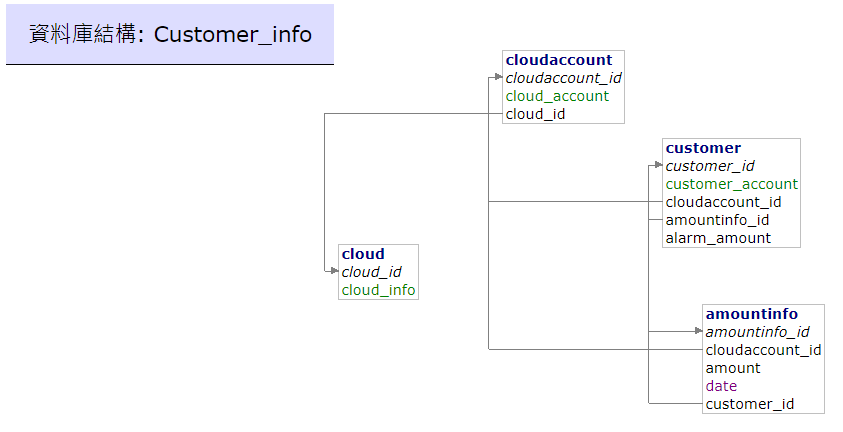 資料庫結構: Customer_info
cloudaccount
cloudaccount_id
cloud_account
cloud_id
customer
customer_id
customer_account
cloudaccount_id
amountinfo_id
alarm_amount
cloud
cloud_id
cloud_info
amountinfo
amountinfo_id
cloudaccount_id
amount
date
customer_id